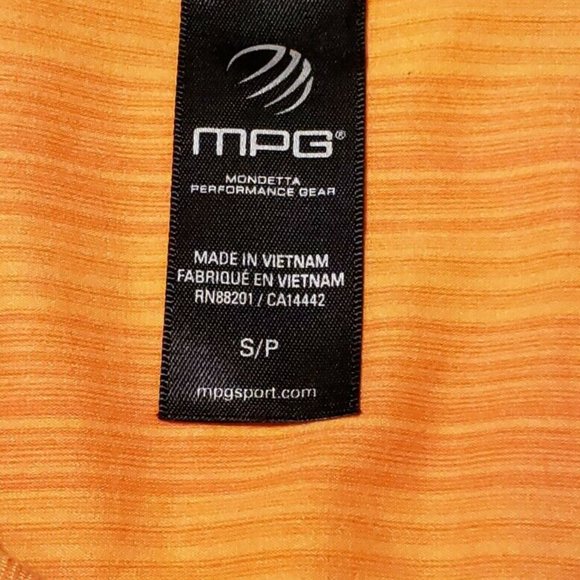 MPG®
MONDETTA
PERFORMANCE GEAR
MADE IN VIETNAM
FABRIQUÉ EN VIETNAM
RN88201 / CA14442
S/P
mpgsport.com